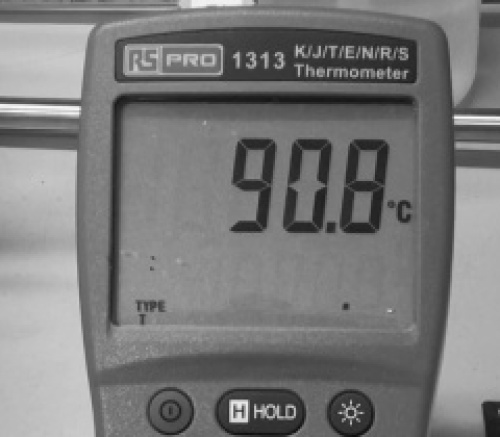 RS PRO 1313 K/J/T/E/N/R/S
Thermometer
90.8 °C
TYPE
T
H HOLD